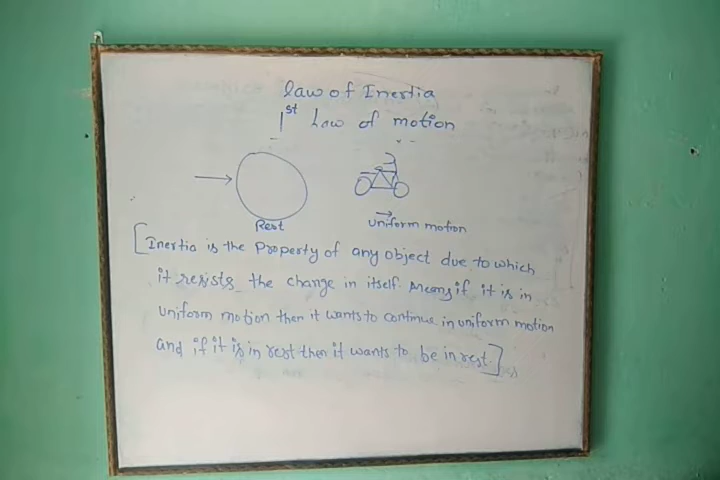 law of Inertia
1st Law of motion
Rest
uniform motion
[Inertia is the Property of any object due to which
it resists the change in itself means if it is in
uniform motion then it wants to continue in uniform motion
and if it is in rest then it wants to be in rest]